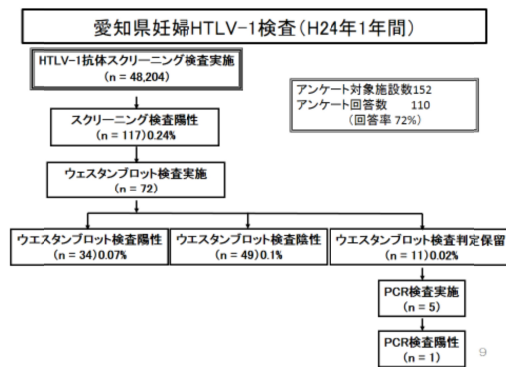 愛知県妊婦HTLV-1検査(H24年1年間)
HTLV-1抗体スクリーニング検査実施
(n = 48,204)
アンケート対象施設数152
アンケート回答数 110
(回答率 72%)
スクリーニング検査陽性
(n = 117)0.24%
ウェスタンブロット検査実施
(n = 72)
ウエスタンブロット検査陽性
(n = 34)0.07%
ウエスタンブロット検査陰性
(n = 49)0.1%
ウエスタンブロット検査判定保留
(n = 11)0.02%
PCR検査実施
(n = 5)
PCR検査陽性
(n = 1)
9